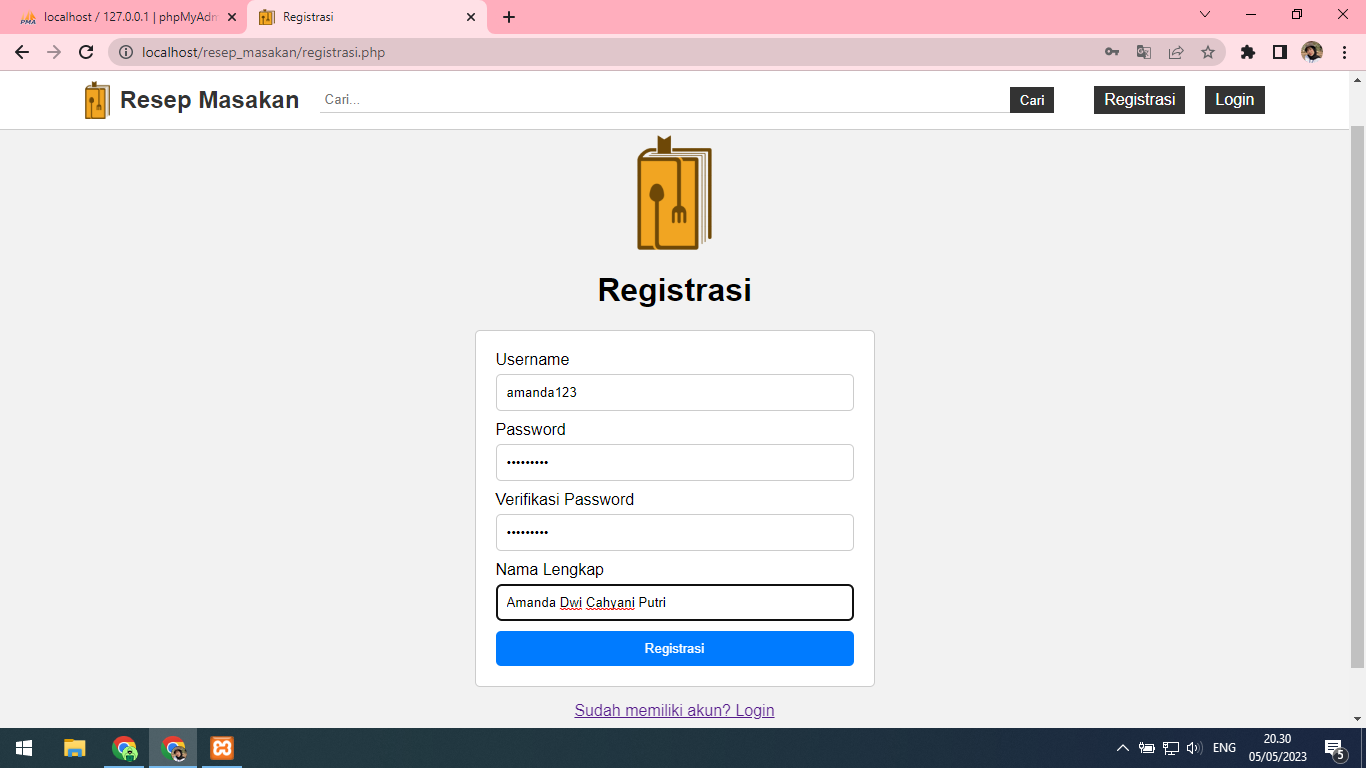 localhost / 127.0.0.1 | phpMyAdm
Registrasi
localhost/resep_masakan/registrasi.php
Resep Masakan
Cari...
Cari
Registrasi
Login
Registrasi
Username
amanda123
Password
•••••••••
Verifikasi Password
•••••••••
Nama Lengkap
Amanda Dwi Cahyani Putri
Registrasi
Sudah memiliki akun? Login
ENG
20.30
05/05/2023
5
PMA